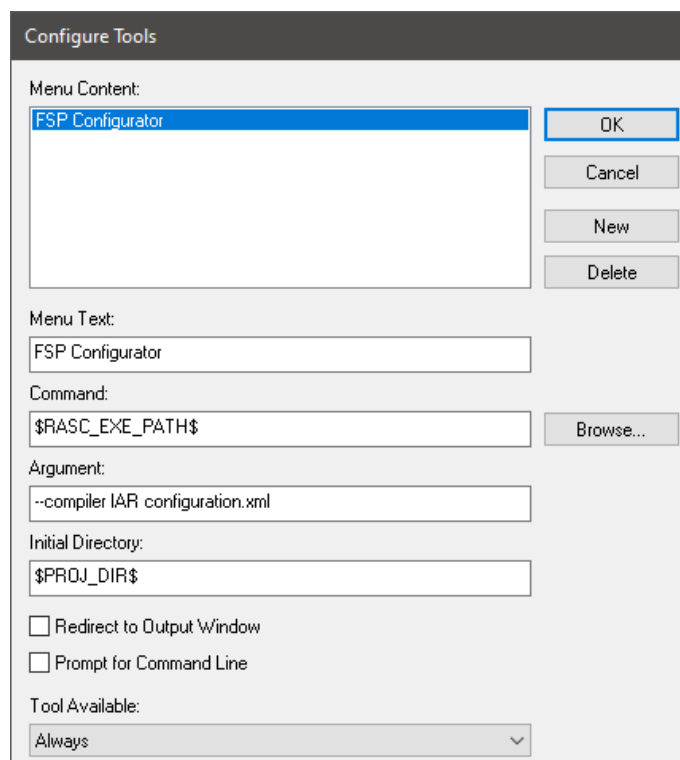 Configure Tools
Menu Content:
FSP Configurator
OK
Cancel
New
Delete
Menu Text:
FSP Configurator
Command:
$RASC_EXE_PATH$
Browse...
Argument:
--compiler IAR configuration.xml
Initial Directory:
$PROJ_DIR$
Redirect to Output Window
Prompt for Command Line
Tool Available:
Always